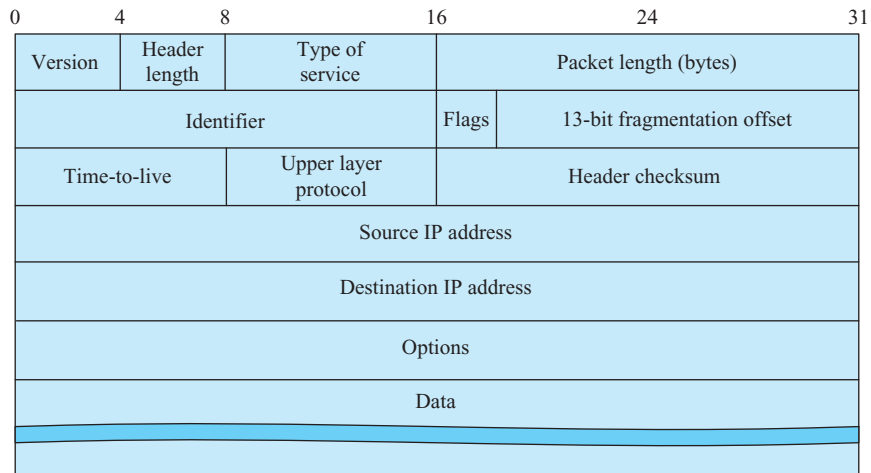 0 4 8 16 24 31
Version Header length Type of service Packet length (bytes)
Identifier Flags 13-bit fragmentation offset
Time-to-live Upper layer protocol Header checksum
Source IP address
Destination IP address
Options
Data